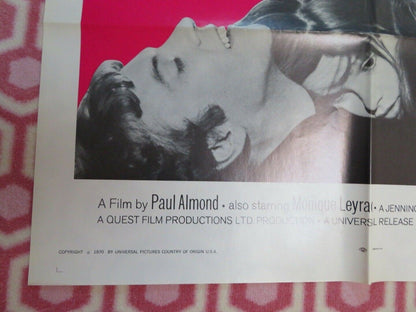 A Film by Paul Almond • also starring Monique Leyrac • A JENNING
A QUEST FILM PRODUCTIONS LTD. PRODUCTION • A UNIVERSAL RELEASE
COPYRIGHT © 1970 BY UNIVERSAL PICTURES COUNTRY OF ORIGIN U.S.A.